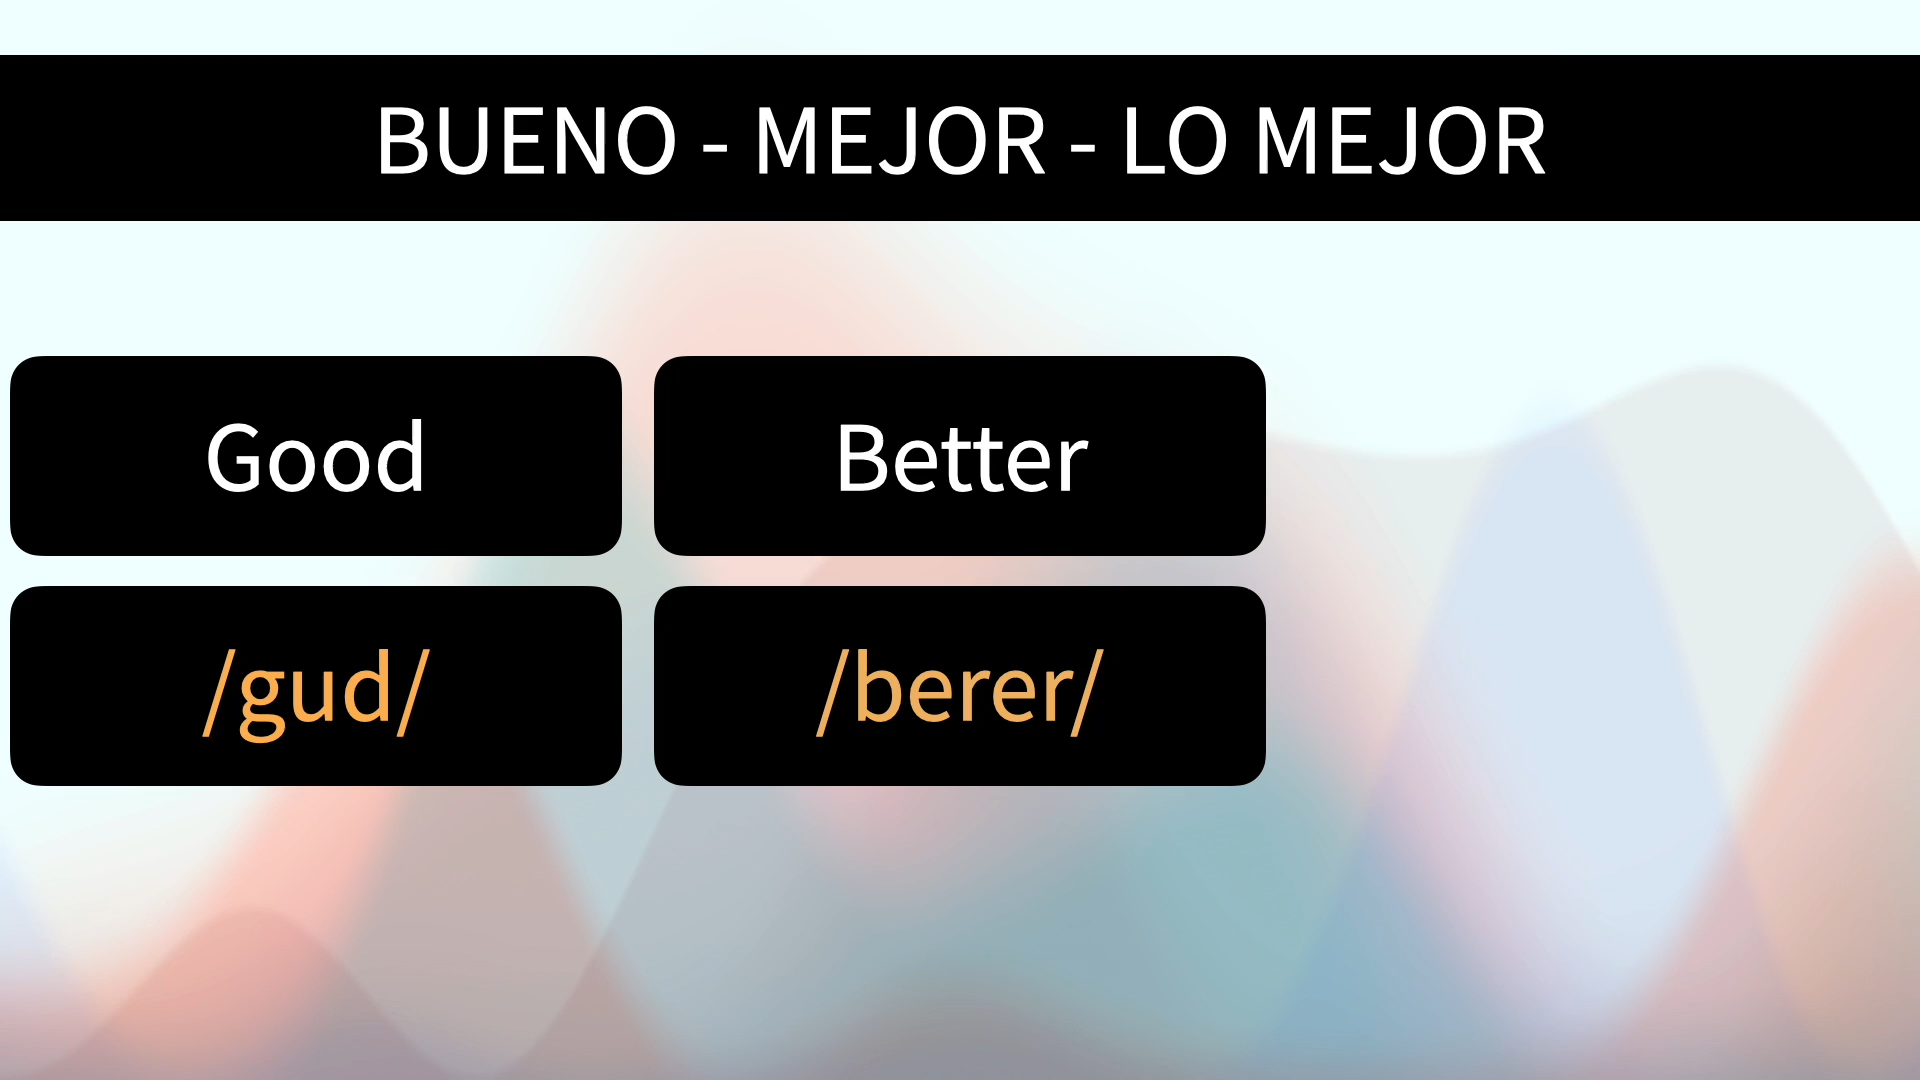 BUENO - MEJOR - LO MEJOR
Good
Better
/gud/
/berer/